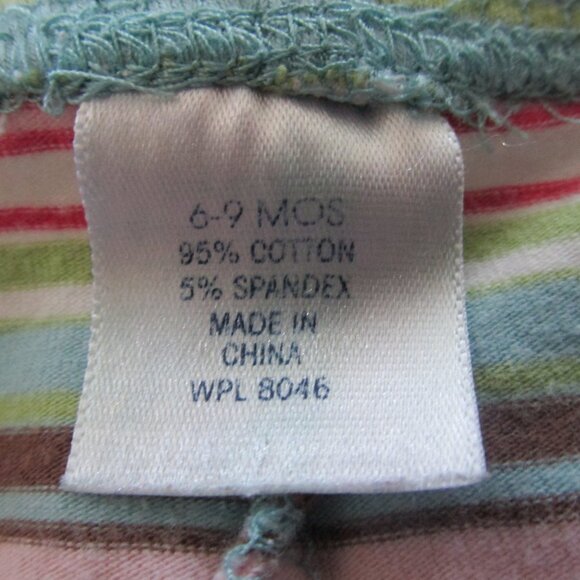 6-9 MOS
95% COTTON
5% SPANDEX
MADE IN
CHINA
WPL 8046